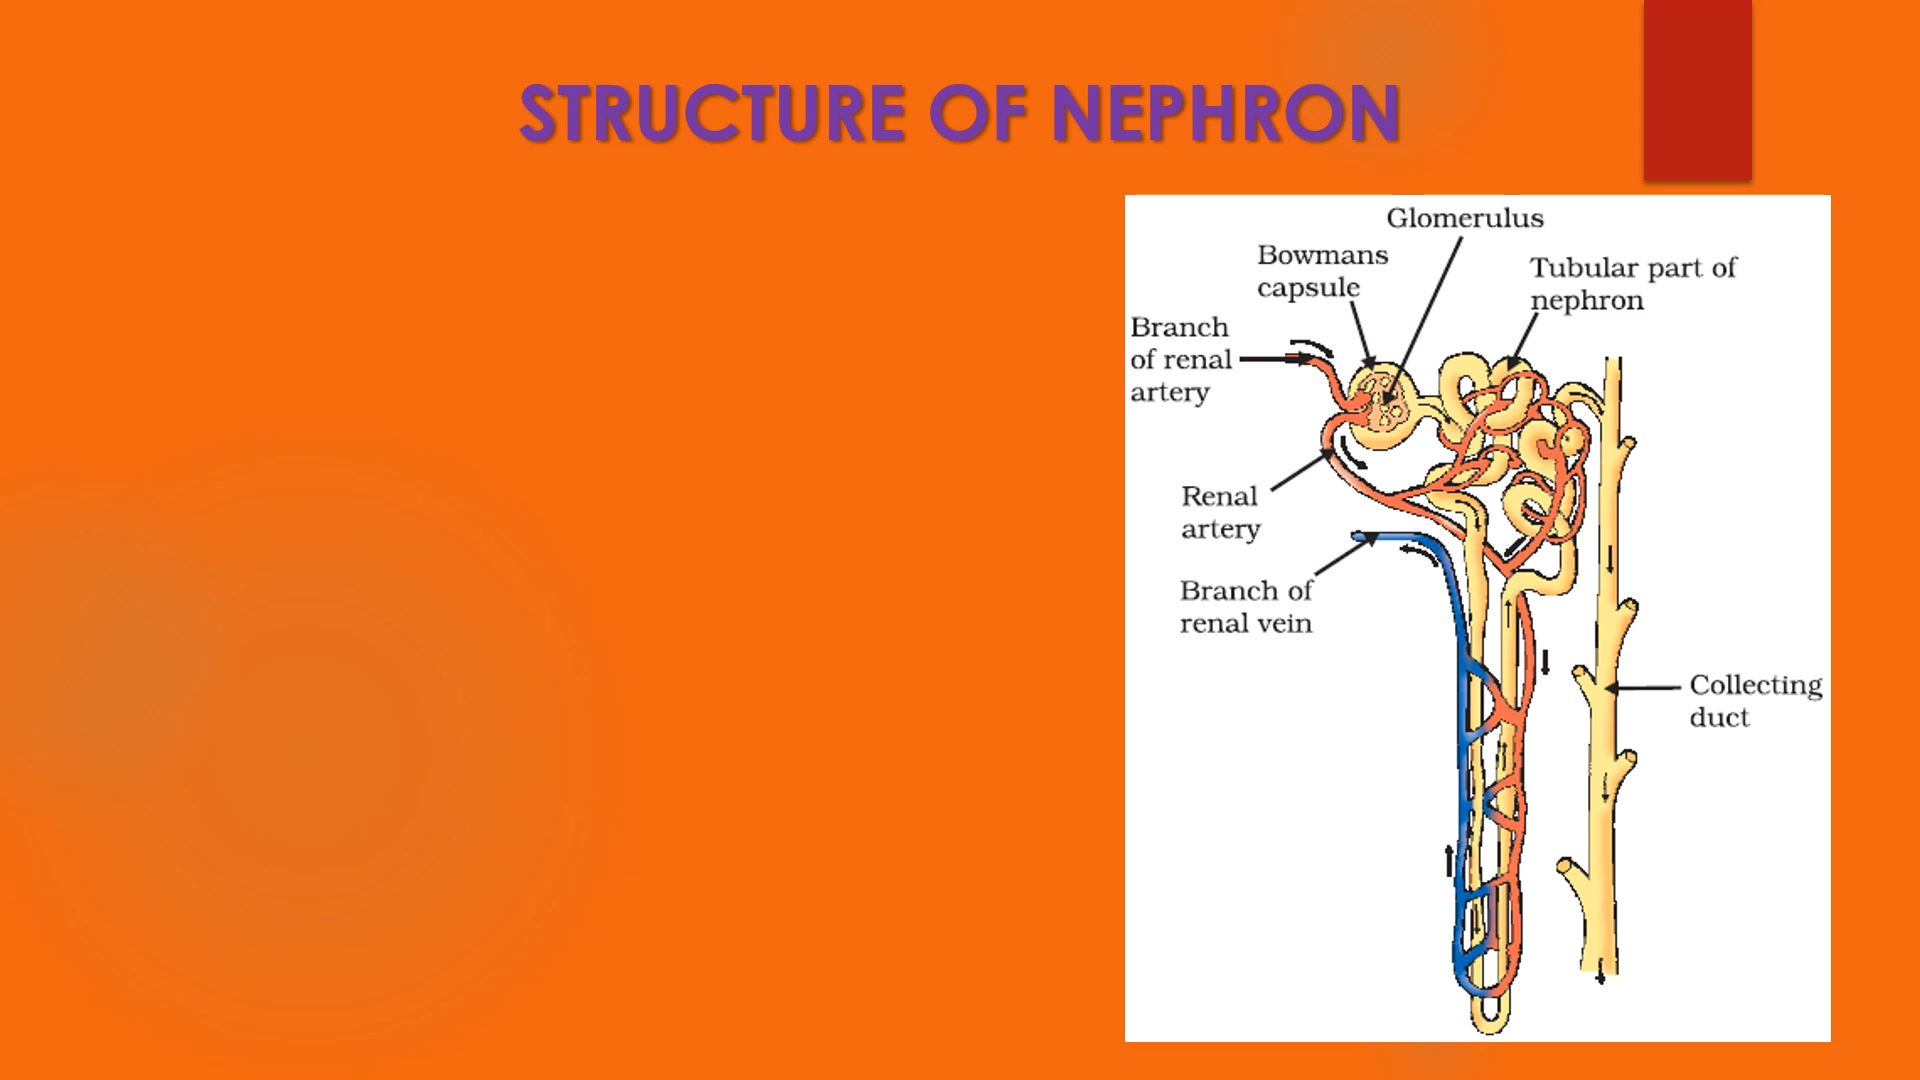 STRUCTURE OF NEPHRON
Glomerulus
Bowmans
capsule
Tubular part of
nephron
Branch
of renal
artery
Renal
artery
Branch of
renal vein
Collecting
duct